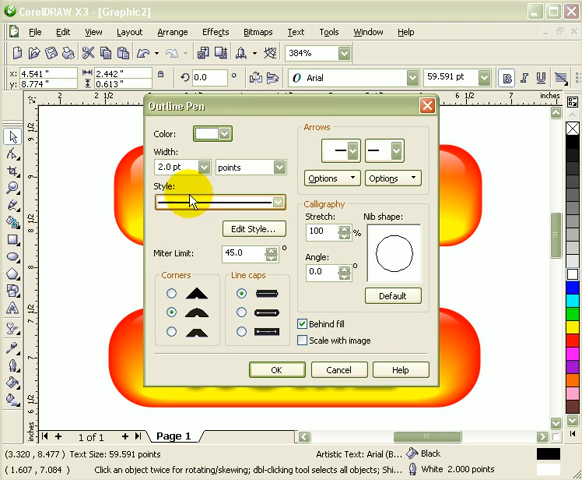 CorelDRAW X3 - [Graphic2]
File Edit View Layout Arrange Effects Bitmaps Text Tools Window Help
384%
x: 4.541 " 2.442 " 0.0 ° Arial 59.591 pt B I U
y: 8.774 " 0.613 "
2 1/2 7 inches
Outline Pen
Color: Arrows
Width:
2.0 pt points
Style: Options Options
Calligraphy
Stretch: Nib shape:
Edit Style... 100 %
Miter Limit: 45.0 ° Angle:
0.0 °
Corners Line caps Default
Behind fill
Scale with image
OK Cancel Help
1 of 1 Page 1
(3.320, 8.477) Artistic Text: Arial (B... Black
(1.607, 7.084) Click an object twice for rotating/skewing; dbl-clicking tool selects all objects; Shi... White 2.000 points